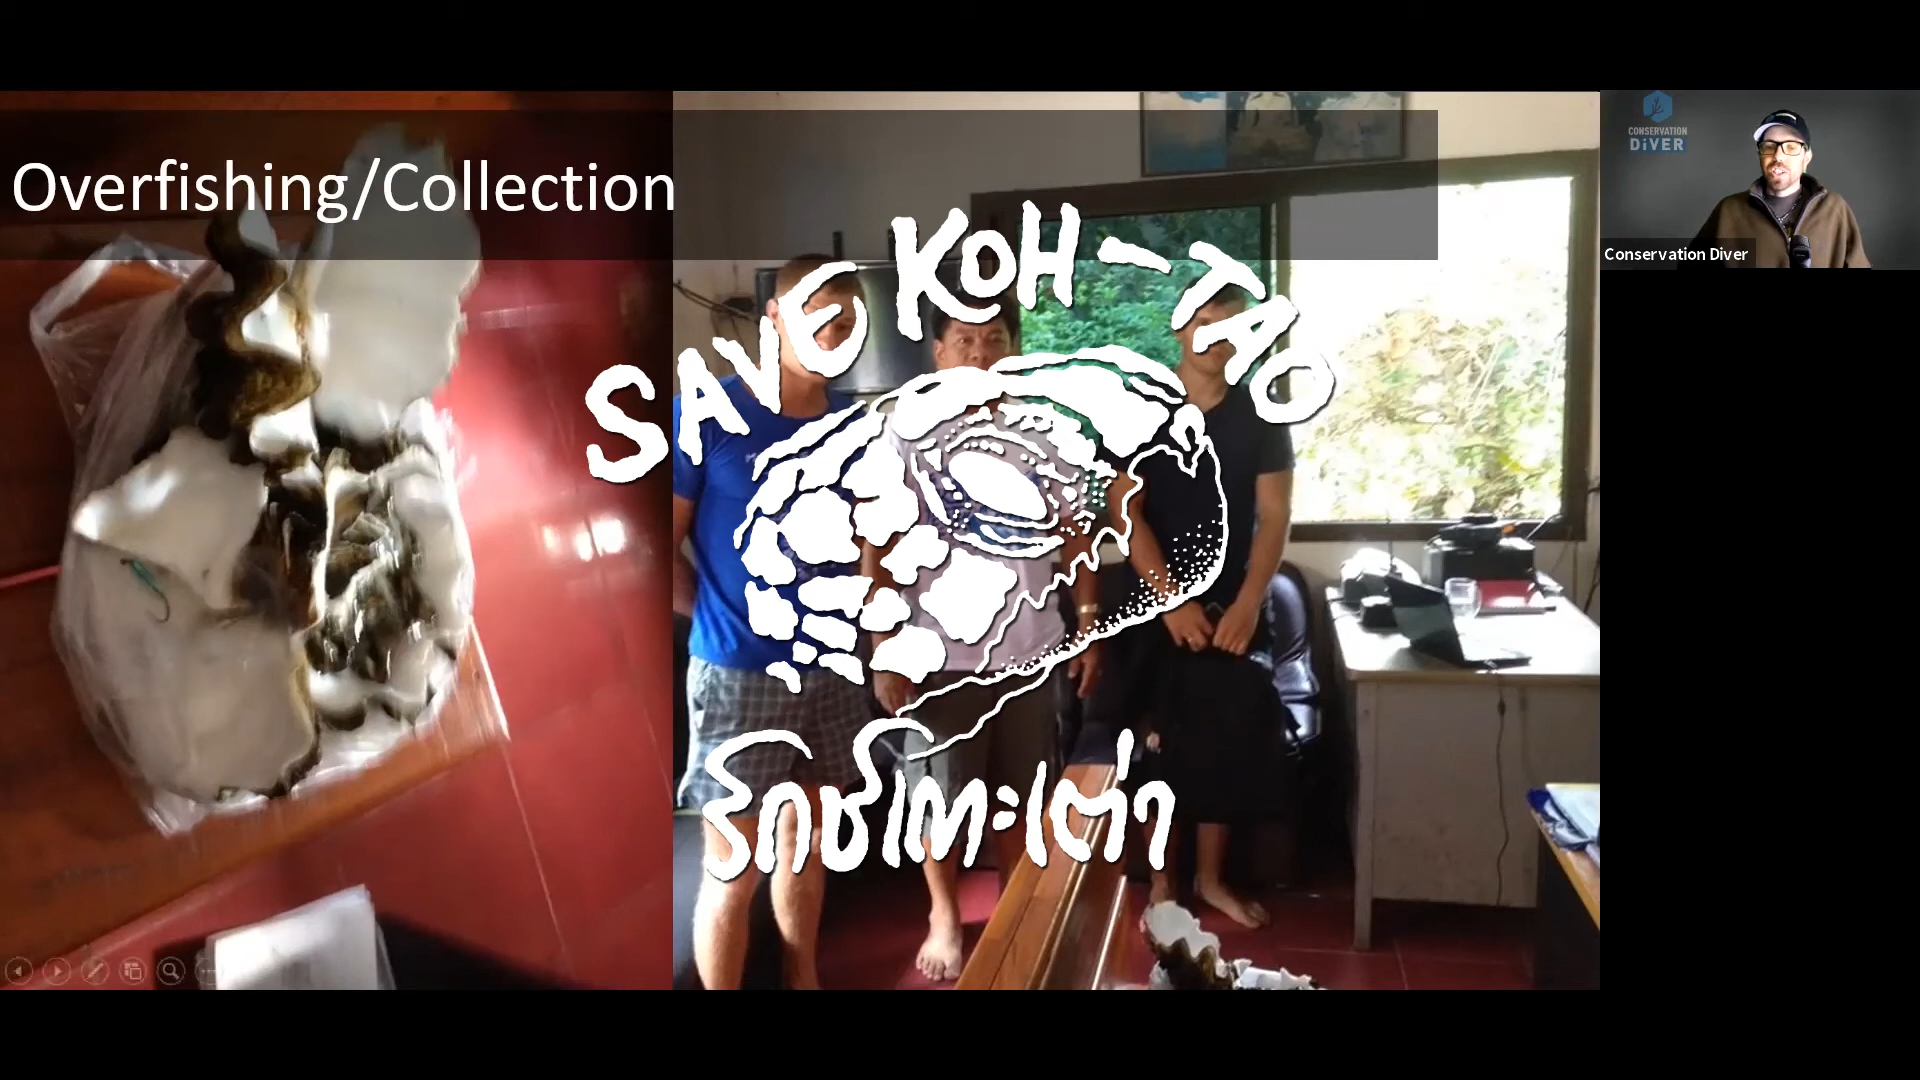 Overfishing/Collection
SAVE KOH-TAO
รักษ์เกาะเต่า
CONSERVATION
DiVER
Conservation Diver